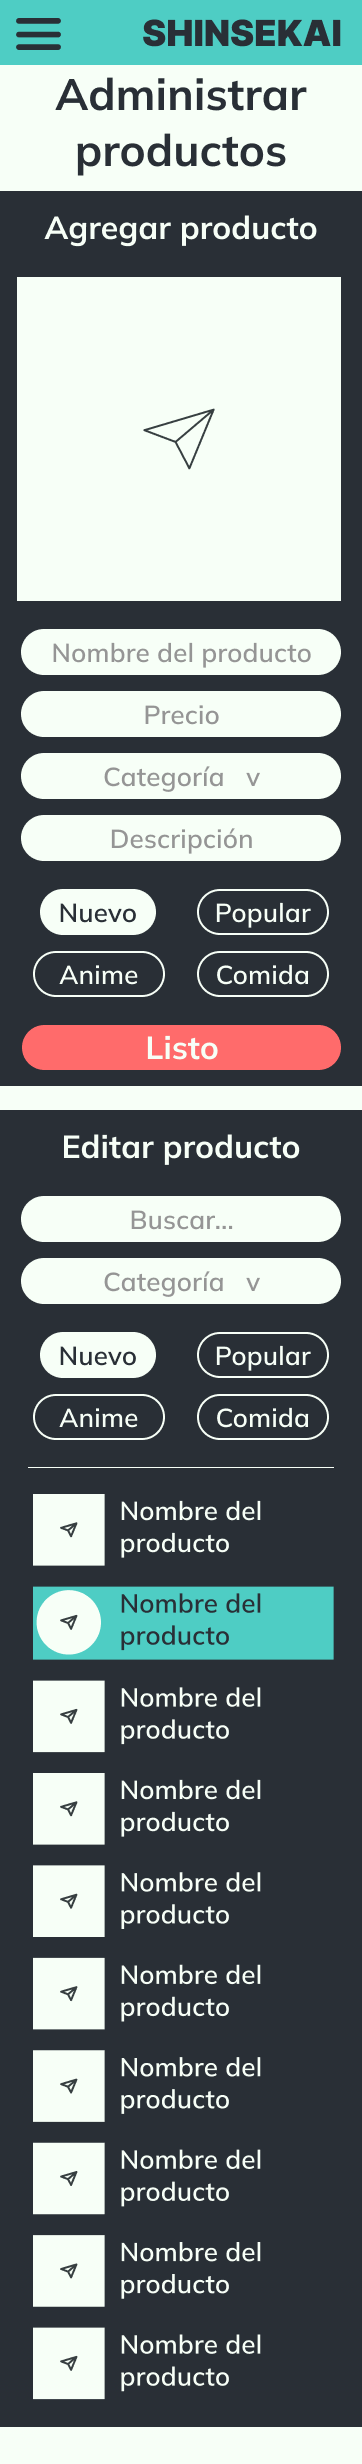 SHINSEKAI
Administrar
productos
Agregar producto
Nombre del producto
Precio
Categoría v
Descripción
Nuevo Popular
Anime Comida
Listo
Editar producto
Buscar...
Categoría v
Nuevo Popular
Anime Comida
Nombre del
producto
Nombre del
producto
Nombre del
producto
Nombre del
producto
Nombre del
producto
Nombre del
producto
Nombre del
producto
Nombre del
producto
Nombre del
producto
Nombre del
producto